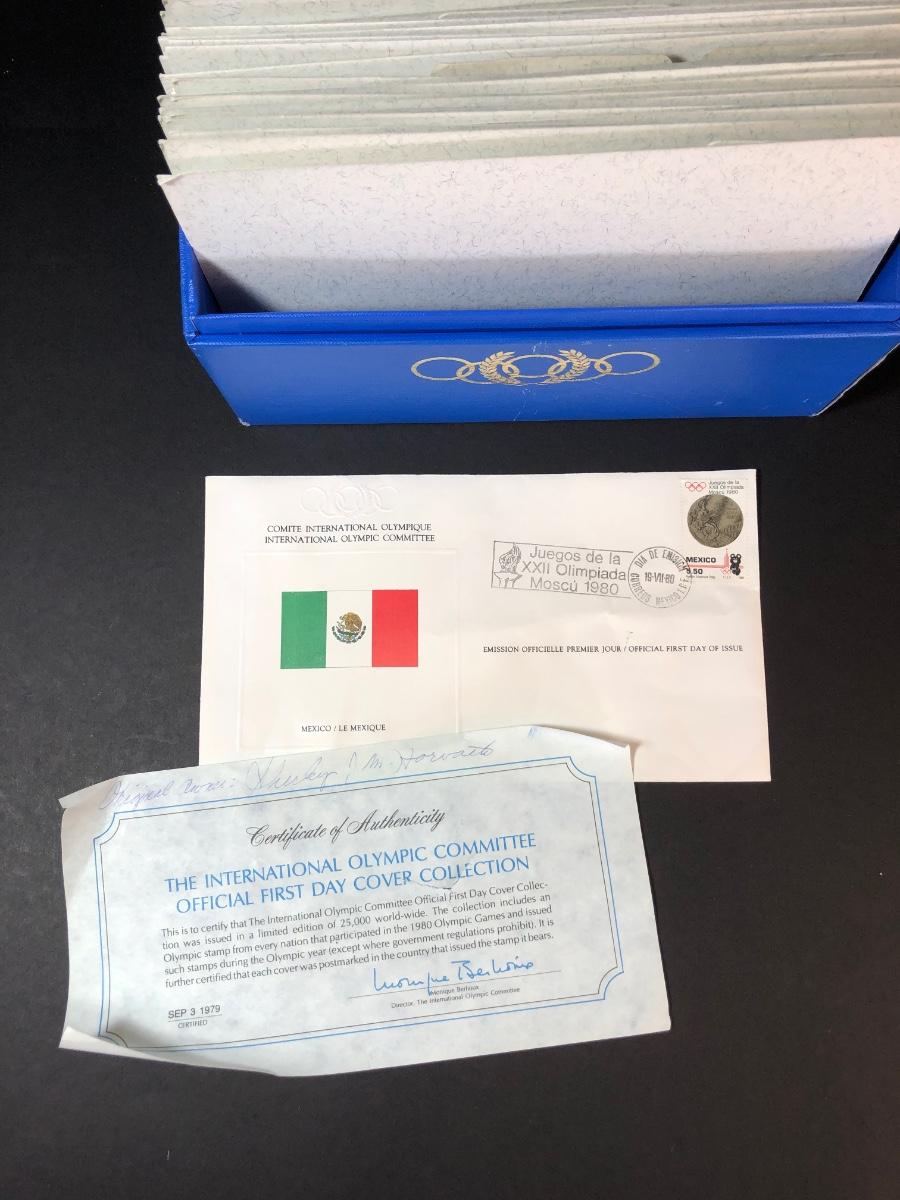 COMITE INTERNATIONAL OLYMPIQUE
INTERNATIONAL OLYMPIC COMMITTEE
MEXICO / LE MEXIQUE
Juegos de la
XXII Olimpiada
Moscú 1980
DIA DE EMISION
19·VII·80
CORREOS MEXICO 1, D.F.
Juegos de la
XXII Olimpiada
Moscú 1980
MEXICO
9.50
EMISSION OFFICIELLE PREMIER JOUR / OFFICIAL FIRST DAY OF ISSUE
Original owner: J M. Horvath
Certificate of Authenticity
THE INTERNATIONAL OLYMPIC COMMITTEE
OFFICIAL FIRST DAY COVER COLLECTION
This is to certify that The International Olympic Committee Official First Day Cover Collec-
tion was issued in a limited edition of 25,000 world-wide. The collection includes an
Olympic stamp from every nation that participated in the 1980 Olympic Games and issued
such stamps during the Olympic year (except where government regulations prohibit). It is
further certified that each cover was postmarked in the country that issued the stamp it bears.
Monique Berlioux
Monique Berlioux
Director, The International Olympic Committee
SEP 3 1979
CERTIFIED